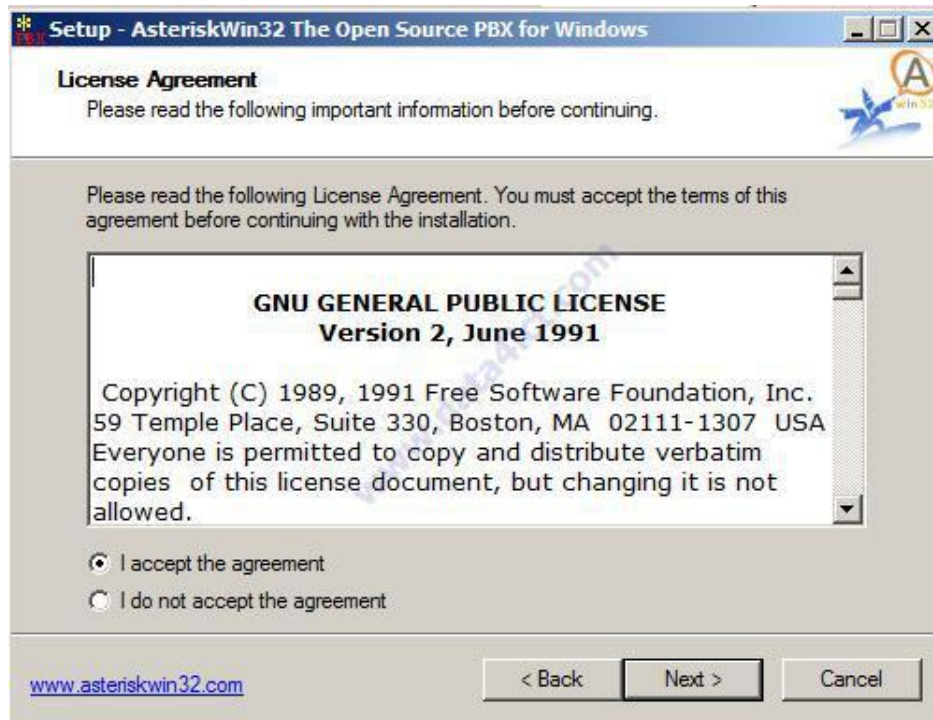 PBX Setup - AsteriskWin32 The Open Source PBX for Windows
License Agreement
Please read the following important information before continuing.
A
win 32
Please read the following License Agreement. You must accept the terms of this
agreement before continuing with the installation.
GNU GENERAL PUBLIC LICENSE
Version 2, June 1991
Copyright (C) 1989, 1991 Free Software Foundation, Inc.
59 Temple Place, Suite 330, Boston, MA 02111-1307 USA
Everyone is permitted to copy and distribute verbatim
copies of this license document, but changing it is not
allowed.
I accept the agreement
I do not accept the agreement
www.asteriskwin32.com
< Back
Next >
Cancel